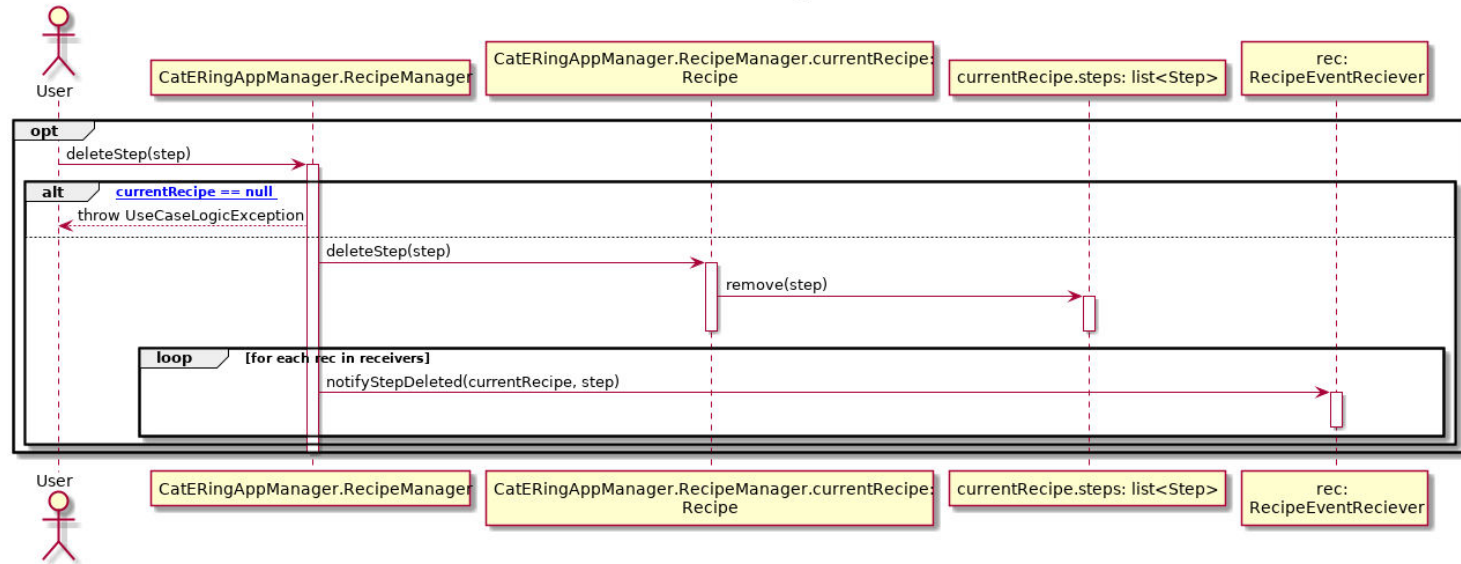 User
CatERingAppManager.RecipeManager
CatERingAppManager.RecipeManager.currentRecipe:
Recipe
currentRecipe.steps: list<Step>
rec:
RecipeEventReciever
opt
deleteStep(step)
alt
currentRecipe == null
throw UseCaseLogicException
deleteStep(step)
remove(step)
loop
[for each rec in receivers]
notifyStepDeleted(currentRecipe, step)
User
CatERingAppManager.RecipeManager
CatERingAppManager.RecipeManager.currentRecipe:
Recipe
currentRecipe.steps: list<Step>
rec:
RecipeEventReciever